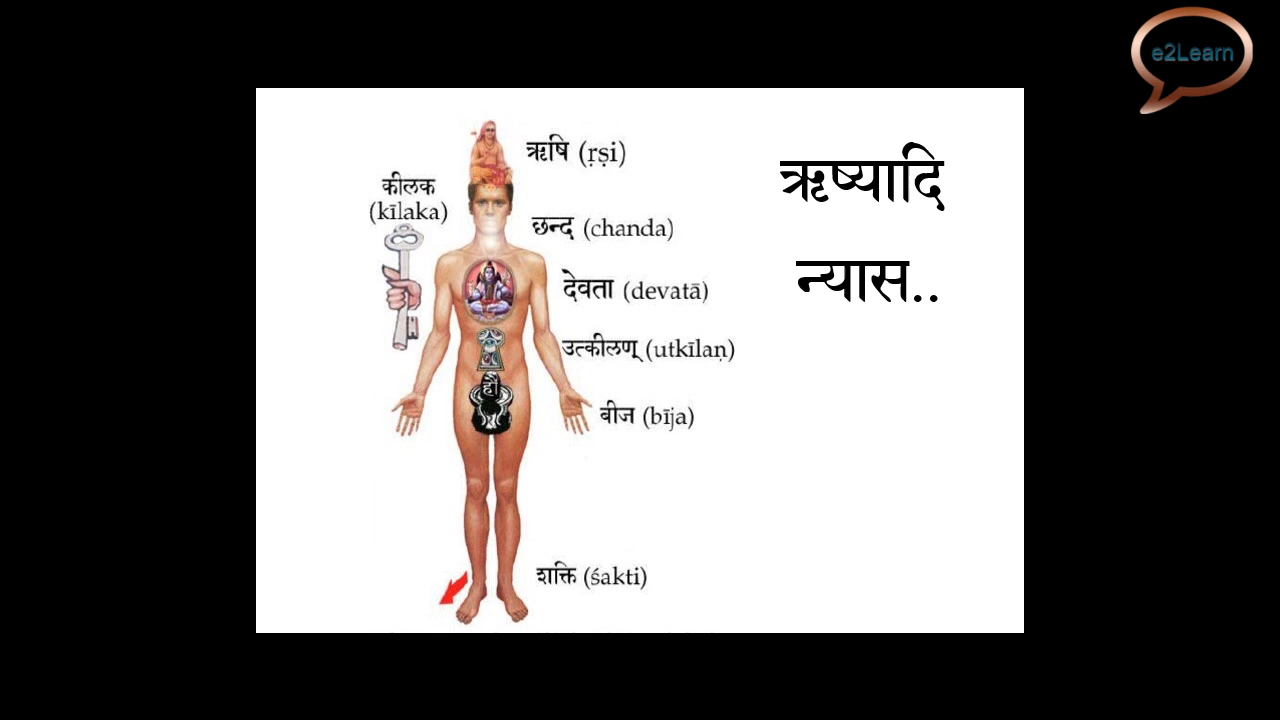 e2Learn
ऋषि (ṛṣi)
ऋष्यादि
न्यास..
कीलक
(kīlaka)
छन्द (chanda)
देवता (devatā)
उत्कीलण् (utkīlaṇ)
ह्रौं
बीज (bīja)
शक्ति (śakti)